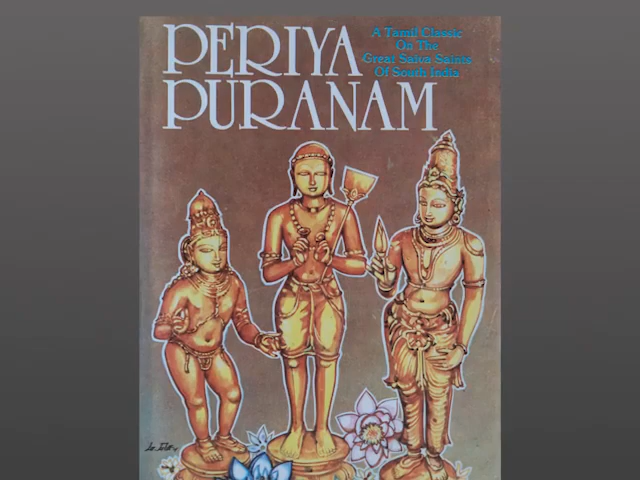 PERIYA
PURANAM
A Tamil Classic
On The
Great Saiva Saints
Of South India